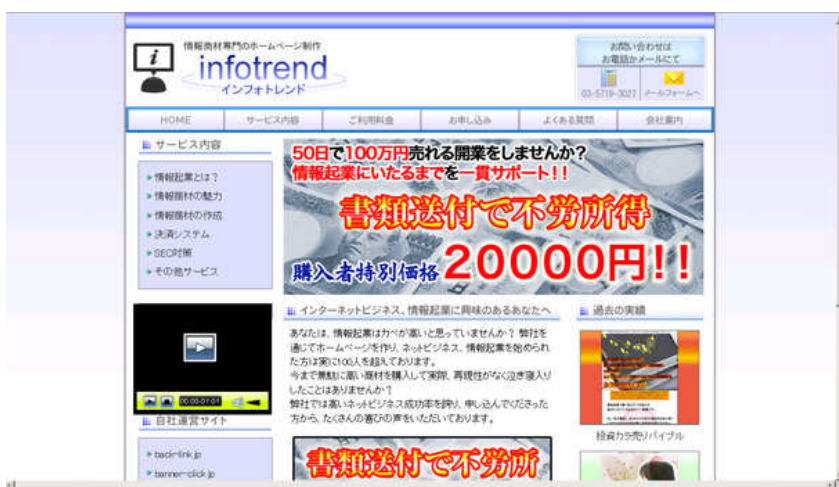 情報商材専門のホームページ制作
i
infotrend
インフォトレンド
お問い合わせは
お電話かメールにて
03-5719-3027
メールフォームへ
HOME
サービス内容
ご利用料金
お申し込み
よくある質問
会社案内
サービス内容
情報起業とは?
情報商材の魅力
情報商材の作成
決済システム
SEO対策
その他サービス
50日で100万円売れる開業をしませんか?
情報起業にいたるまでを一貫サポート!!
書類送付で不労所得
購入者特別価格20000円!!
00:00-01:01
自社運営サイト
back-link.jp
banner-click.jp
インターネットビジネス、情報起業に興味のあるあなたへ
あなたは、情報起業はカベが高いと思っていませんか? 弊社を
通じてホームページを作り、ネットビジネス、情報起業を始められ
た方は実に100人を超えております。
今まで無駄に高い商材を購入して実際、再現性がなく泣き寝入り
したことはありませんか?
弊社では高いネットビジネス成功率を誇り、申し込んでくださった
方から、たくさんの喜びの声をいただいております。
書類送付で不労所
過去の実績
投資カラ売りバイブル